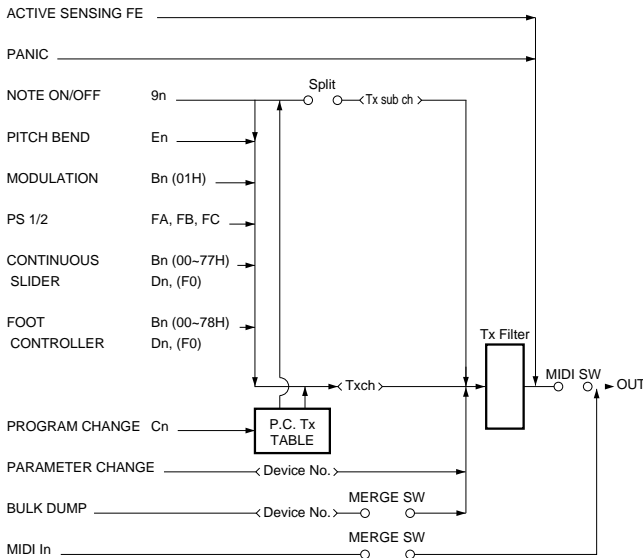 ACTIVE SENSING FE
PANIC
Split
NOTE ON/OFF 9n Tx sub ch
PITCH BEND En
MODULATION Bn (01H)
PS 1/2 FA, FB, FC
CONTINUOUS Bn (00~77H)
SLIDER Dn, (F0)
FOOT Bn (00~78H)
CONTROLLER Dn, (F0)
Tx Filter
MIDI SW
Txch OUT
PROGRAM CHANGE Cn P.C. Tx
TABLE
PARAMETER CHANGE Device No.
MERGE SW
BULK DUMP Device No.
MERGE SW
MIDI In